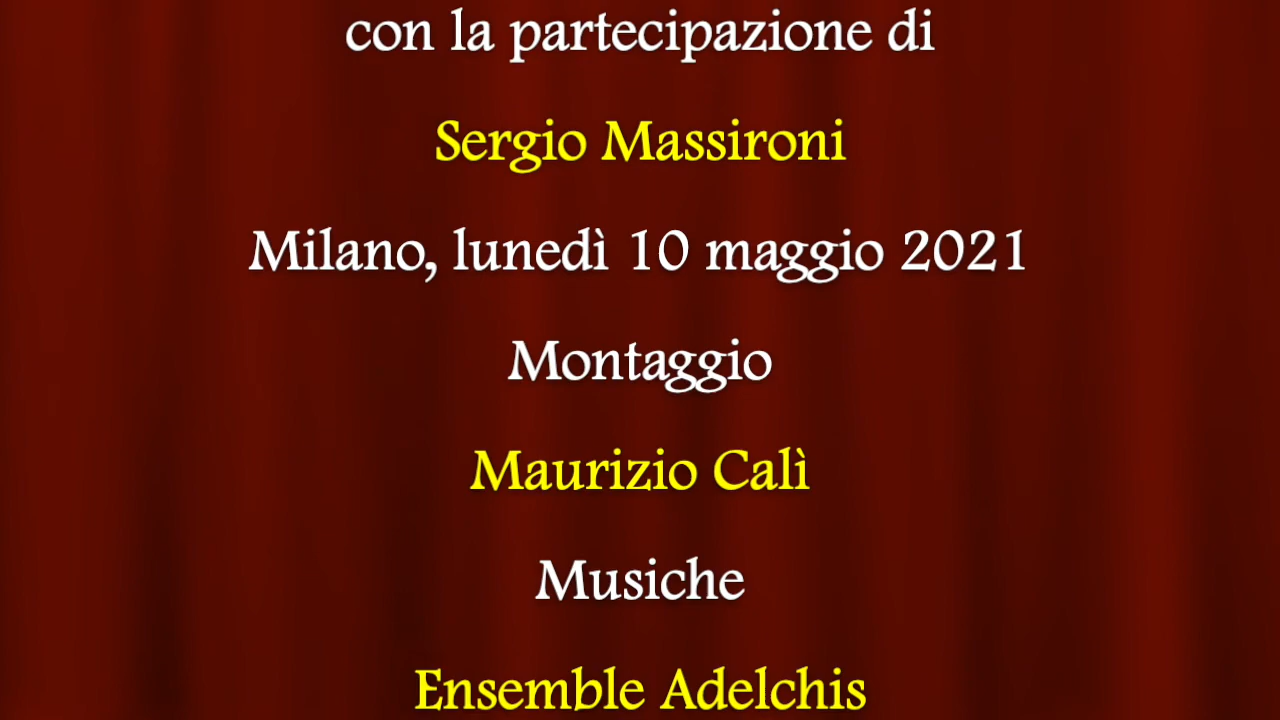 con la partecipazione di
Sergio Massironi
Milano, lunedì 10 maggio 2021
Montaggio
Maurizio Calì
Musiche
Ensemble Adelchis